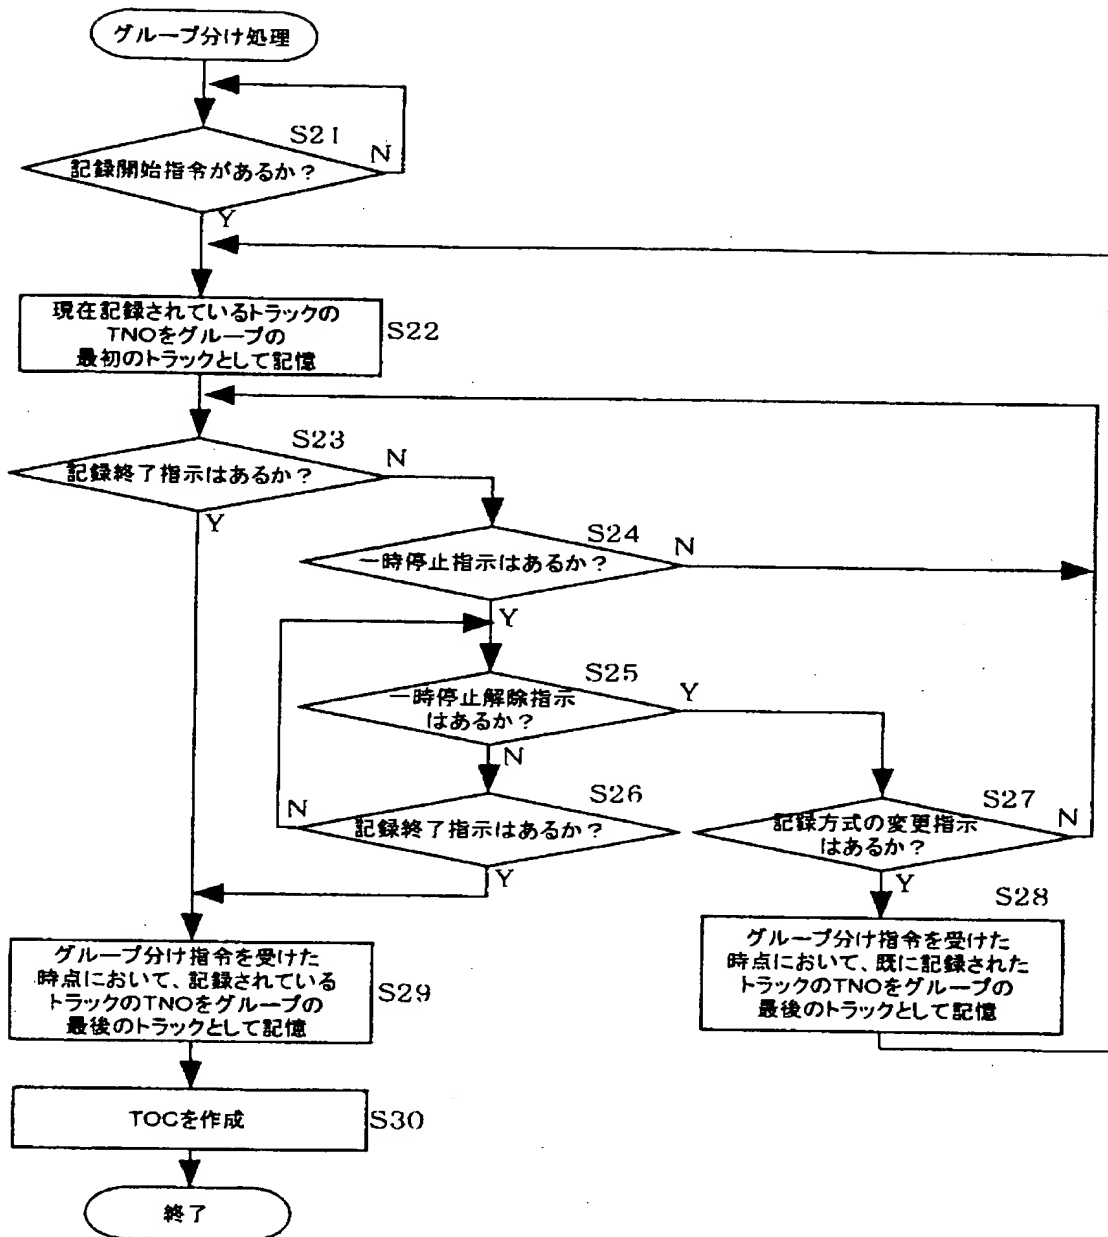 グループ分け処理
S21
記録開始指令があるか？
N
Y
現在記録されているトラックの
TNOをグループの
最初のトラックとして記憶
S22
S23
記録終了指示はあるか？
N
Y
S24
一時停止指示はあるか？
N
Y
S25
一時停止解除指示
はあるか？
Y
N
S26
記録終了指示はあるか？
N
Y
S27
記録方式の変更指示
はあるか？
N
Y
S28
グループ分け指令を受けた
時点において、既に記録された
トラックのTNOをグループの
最後のトラックとして記憶
グループ分け指令を受けた
時点において、記録されている
トラックのTNOをグループの
最後のトラックとして記憶
S29
TOCを作成
S30
終了